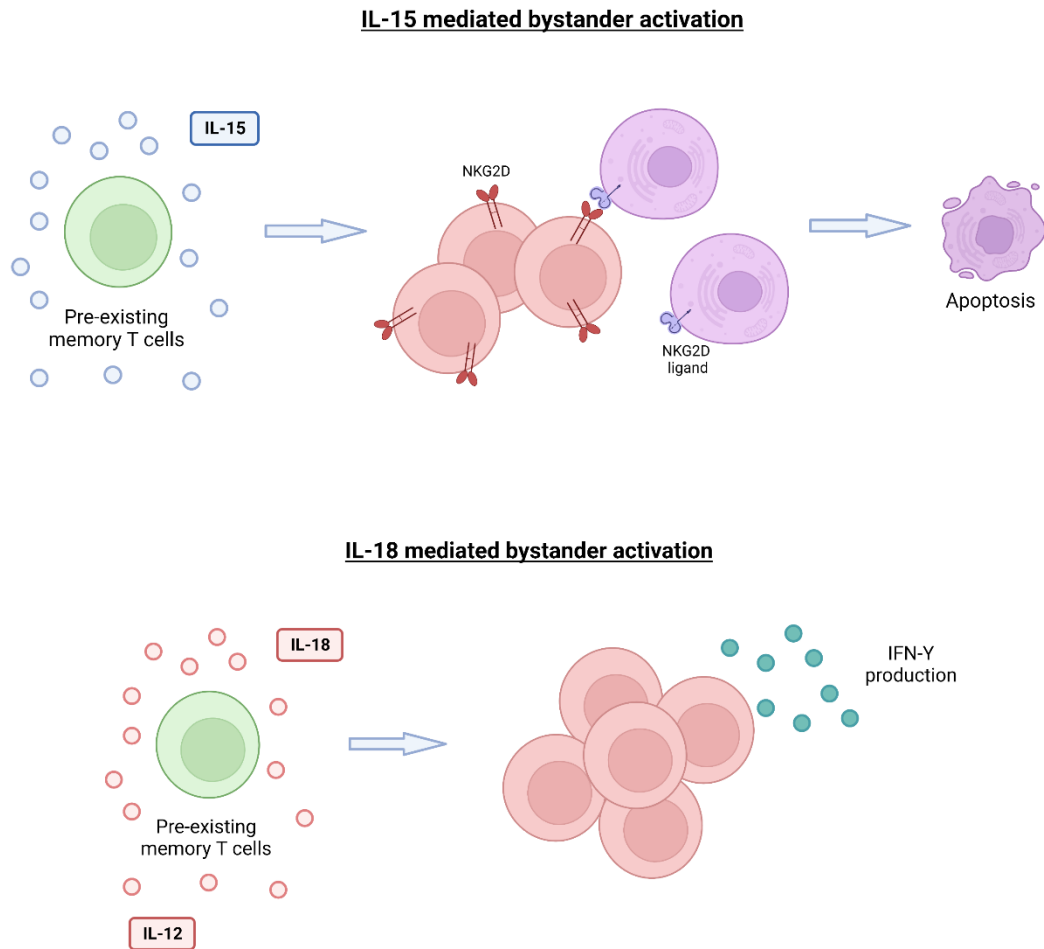 IL-15 mediated bystander activation
IL-15
NKG2D
Pre-existing
memory T cells
NKG2D
ligand
Apoptosis
IL-18 mediated bystander activation
IL-18
IFN-Y
production
Pre-existing
memory T cells
IL-12